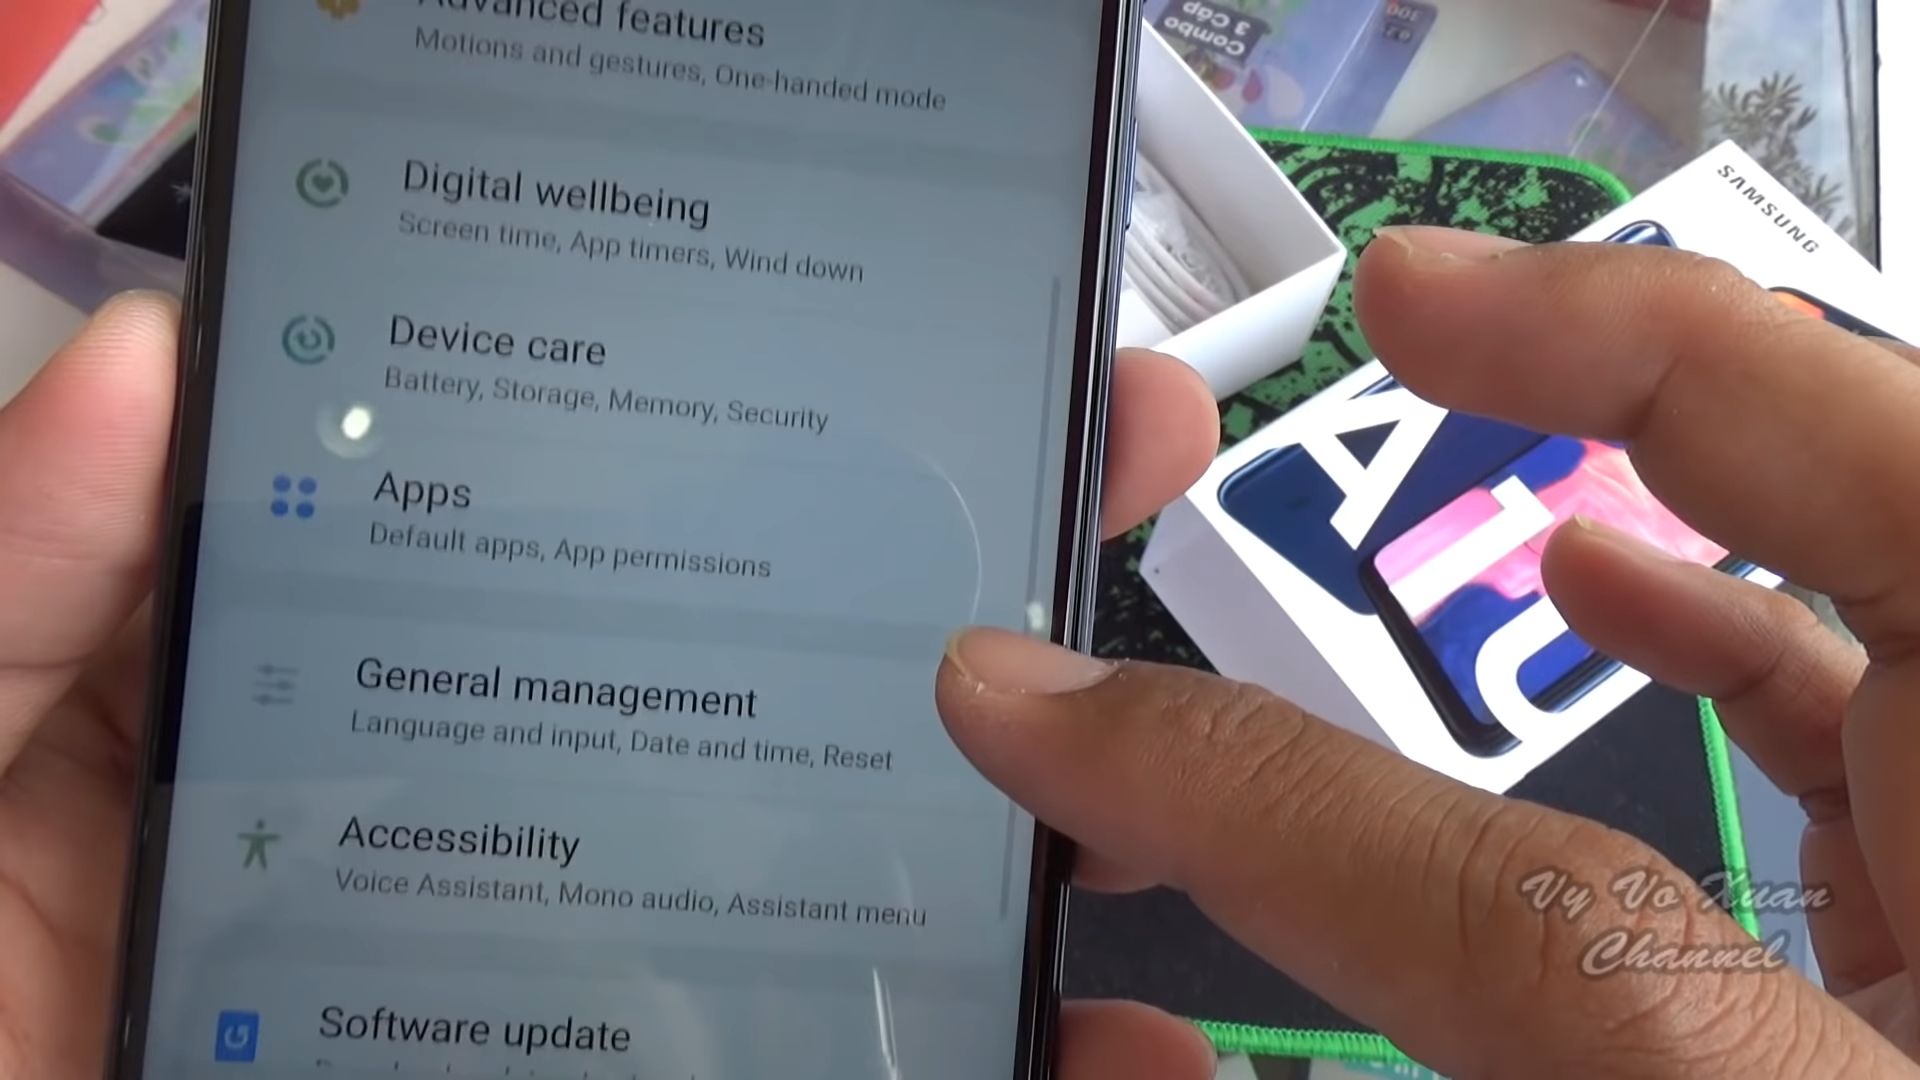 Advanced features
Motions and gestures, One-handed mode
Digital wellbeing
Screen time, App timers, Wind down
Device care
Battery, Storage, Memory, Security
Apps
Default apps, App permissions
General management
Language and input, Date and time, Reset
Accessibility
Voice Assistant, Mono audio, Assistant menu
Software update
Combo
3 Cáp
SAMSUNG
A10
Vy Vo Xuan
Channel